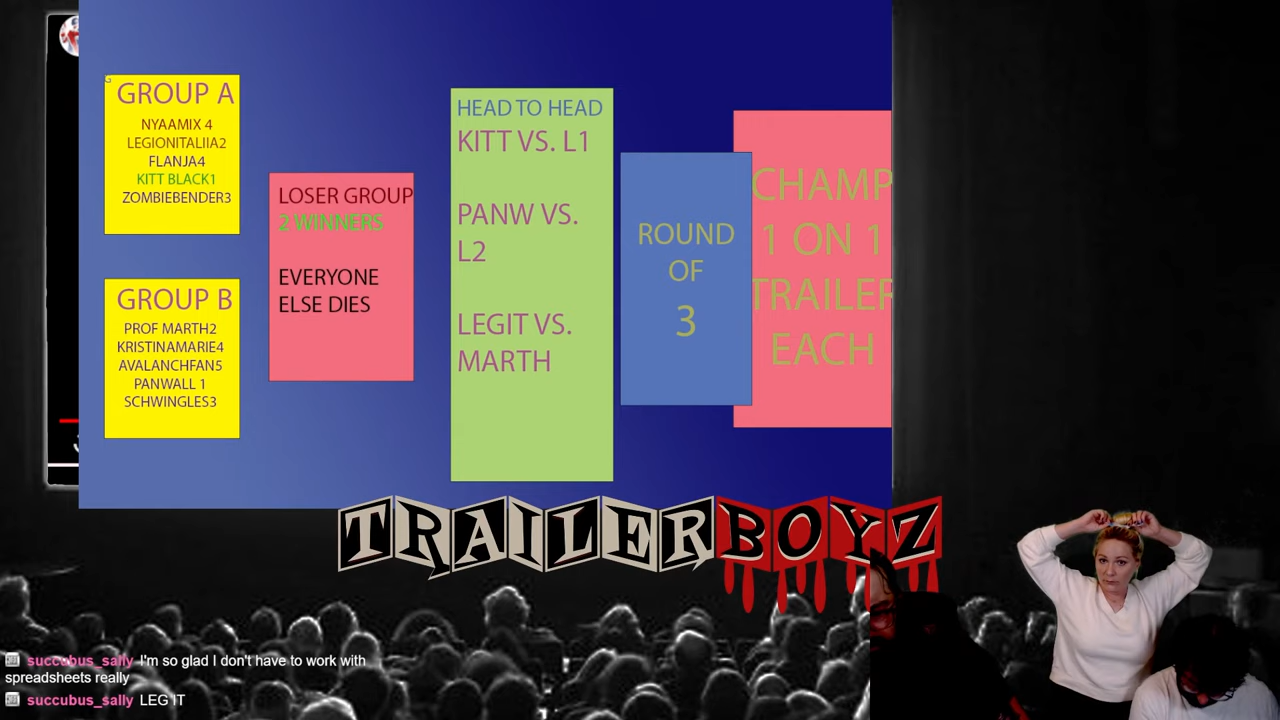 GROUP A
NYAAMIX 4
LEGIONITALIIA2
FLANJA4
KITT BLACK1
ZOMBIEBENDER3
GROUP B
PROF MARTH2
KRISTINAMARIE4
AVALANCHFAN5
PANWALL 1
SCHWINGLES3
LOSER GROUP
2 WINNERS
EVERYONE
ELSE DIES
HEAD TO HEAD
KITT VS. L1
PANW VS.
L2
LEGIT VS.
MARTH
ROUND
OF
3
CHAMP
1 ON 1
TRAILER
EACH
TRAILERBOYZ
succubus_sally I'm so glad I don't have to work with
spreadsheets really
succubus_sally LEG IT